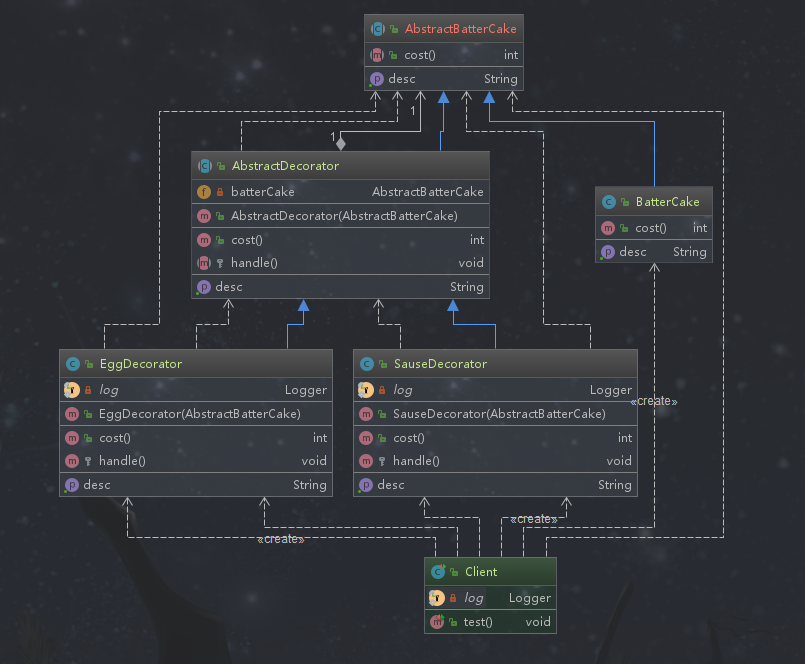 AbstractBatterCake
cost() int
desc String
1
1
AbstractDecorator
batterCake AbstractBatterCake
AbstractDecorator(AbstractBatterCake)
cost() int
handle() void
desc String
BatterCake
cost() int
desc String
EggDecorator
log Logger
EggDecorator(AbstractBatterCake)
cost() int
handle() void
desc String
SauseDecorator
log Logger
SauseDecorator(AbstractBatterCake)
cost() int
handle() void
desc String
«create»
«create»
«create»
Client
log Logger
test() void